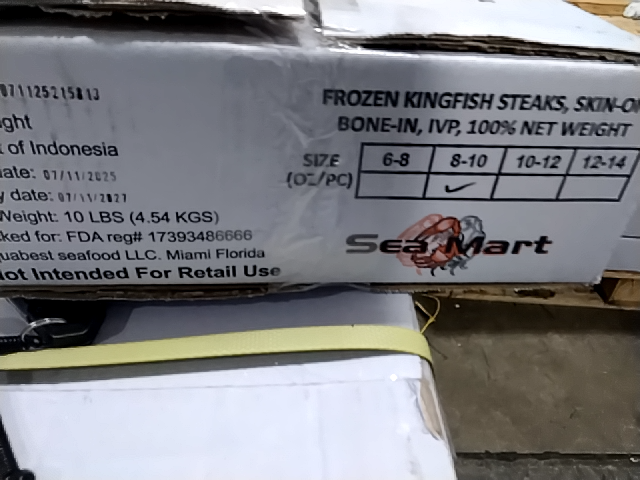 071125215813
ght
of Indonesia
ate: 07/11/2025
y date: 07/11/2027
Weight: 10 LBS (4.54 KGS)
ked for: FDA reg# 17393486666
quabest seafood LLC. Miami Florida
ot Intended For Retail Use
FROZEN KINGFISH STEAKS, SKIN-ON
BONE-IN, IVP, 100% NET WEIGHT
SIZE (OZ/PC) 6-8 8-10 10-12 12-14
✓
Sea Mart